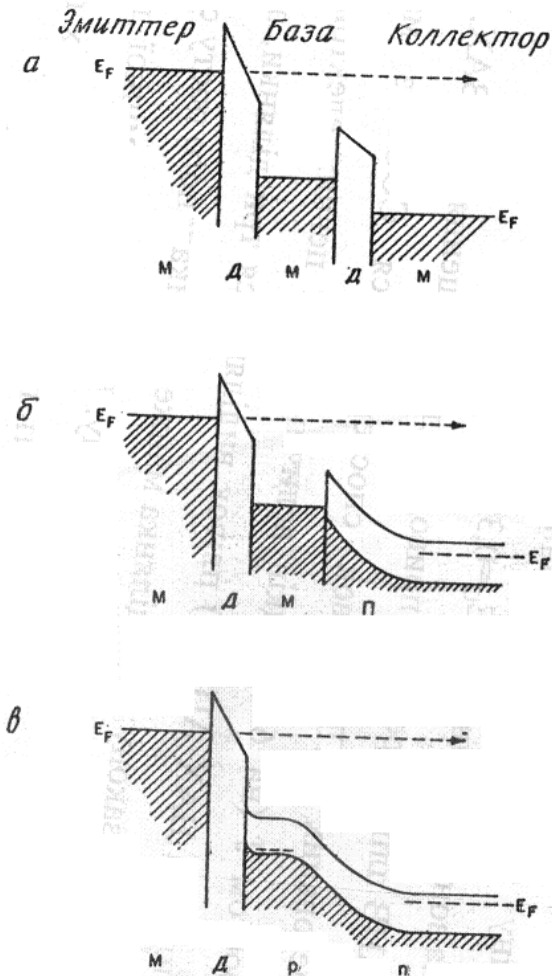 Эмиттер База Коллектор
а
E_F
E_F
М Д М Д М
б
E_F
E_F
М Д М П
в
E_F
E_F
М Д р n